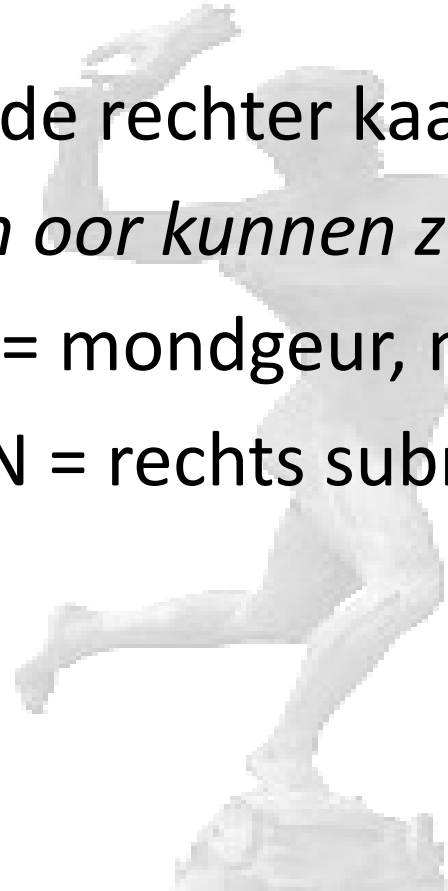 de rechter kaa
n oor kunnen z
= mondgeur, n
N = rechts subr